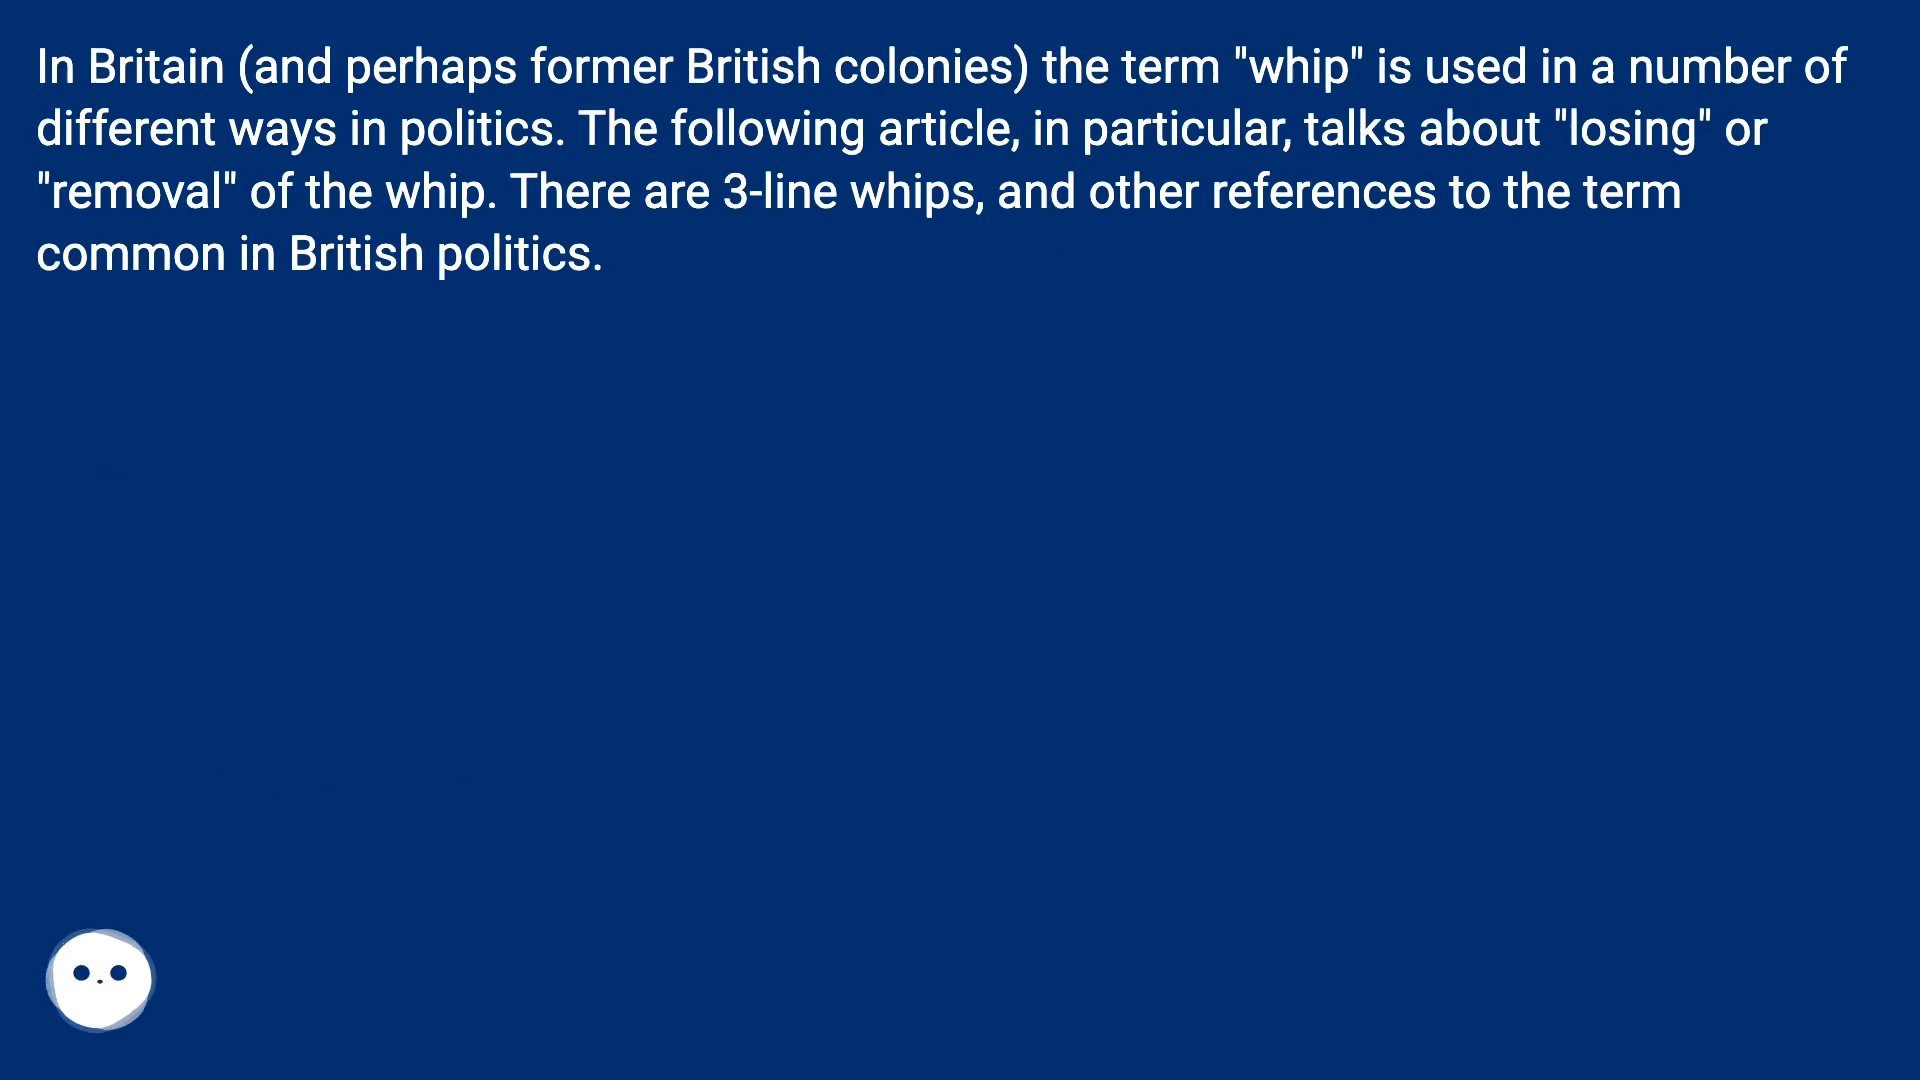 In Britain (and perhaps former British colonies) the term "whip" is used in a number of
different ways in politics. The following article, in particular, talks about "losing" or
"removal" of the whip. There are 3-line whips, and other references to the term
common in British politics.